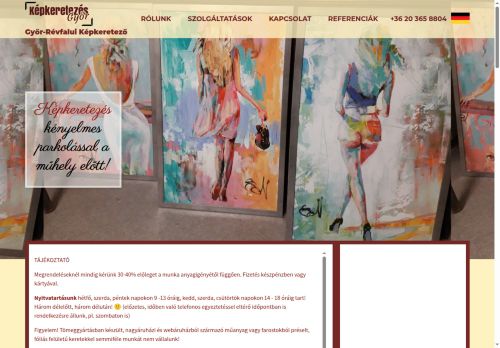 Képkeretezés
Győr
Győr-Révfalui Képkeretező
RÓLUNK SZOLGÁLTATÁSOK KAPCSOLAT REFERENCIÁK +36 20 365 8804
Képkeretezés
kényelmes
parkolással a
műhely előtt!
TÁJÉKOZTATÓ
Megrendeléseknél mindig kérünk 30-40% előleget a munka anyagigényétől függően. Fizetés készpénzben vagy
kártyával.
Nyitvatartásunk hétfő, szerda, péntek napokon 9 -13 óráig, kedd, szerda, csütörtök napokon 14 - 18 óráig tart!
Három délelőtt, három délután! 🙂 (előzetes, időben való telefonos egyeztetéssel eltérő időpontban is
rendelkezésre állunk, pl. szombaton is)
Figyelem! Tömeggyártásban készült, nagyáruházi és webáruházból származó műanyag vagy farostokból préselt,
fóliás felületű keretekkel semmiféle munkát nem vállalunk!